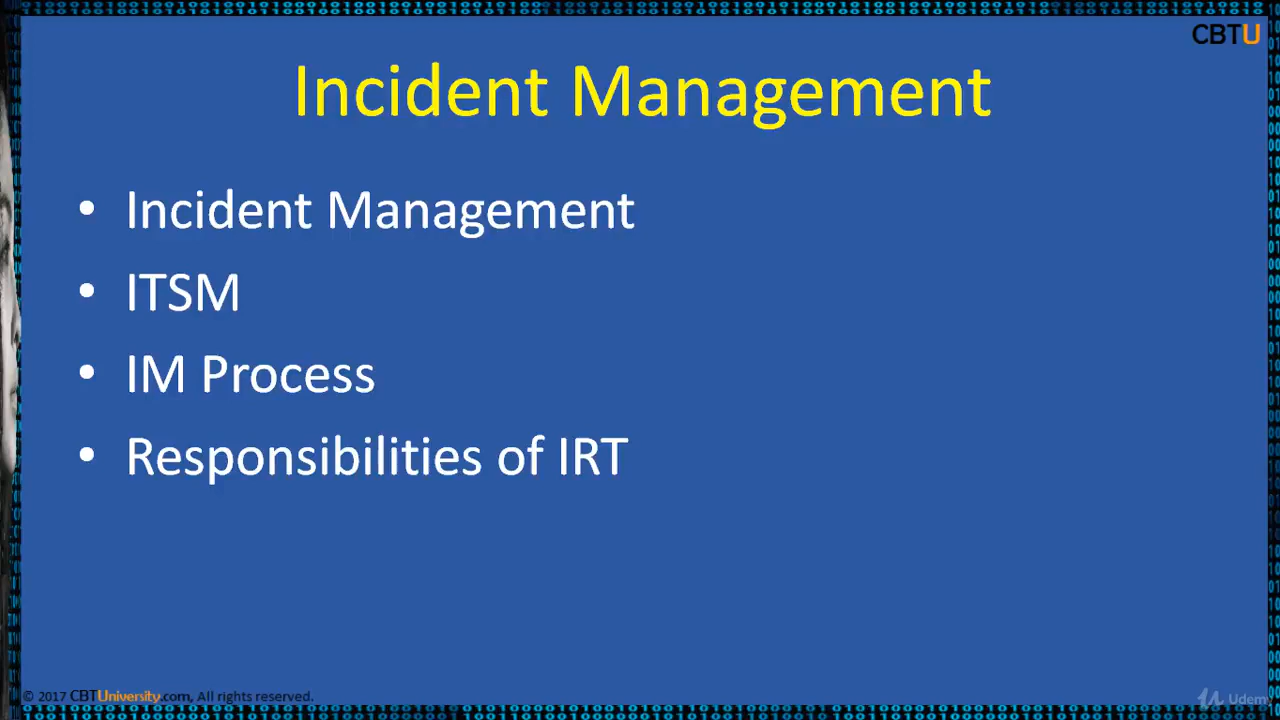 CBTU
Incident Management
• Incident Management
• ITSM
• IM Process
• Responsibilities of IRT
© 2017 CBTUniversity.com, All rights reserved.
Udemy